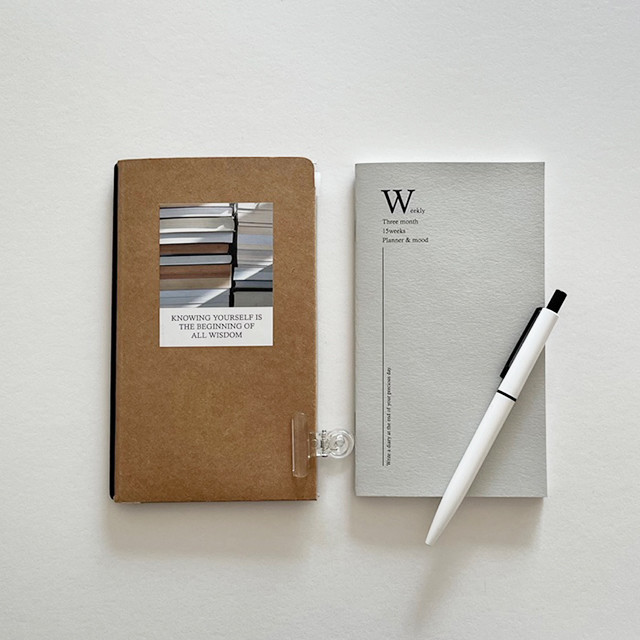 KNOWING YOURSELF IS
THE BEGINNING OF
ALL WISDOM
Weekly
Three month
15weeks
Planner & mood
Write a diary at the end of your precious day